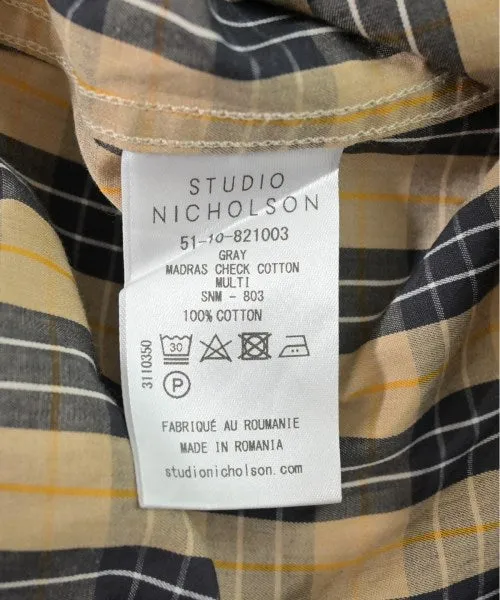 STUDIO
NICHOLSON
51-10-821003
GRAY
MADRAS CHECK COTTON
MULTI
SNM - 803
100% COTTON
3110350
30
P
FABRIQUÉ AU ROUMANIE
MADE IN ROMANIA
studionicholson.com